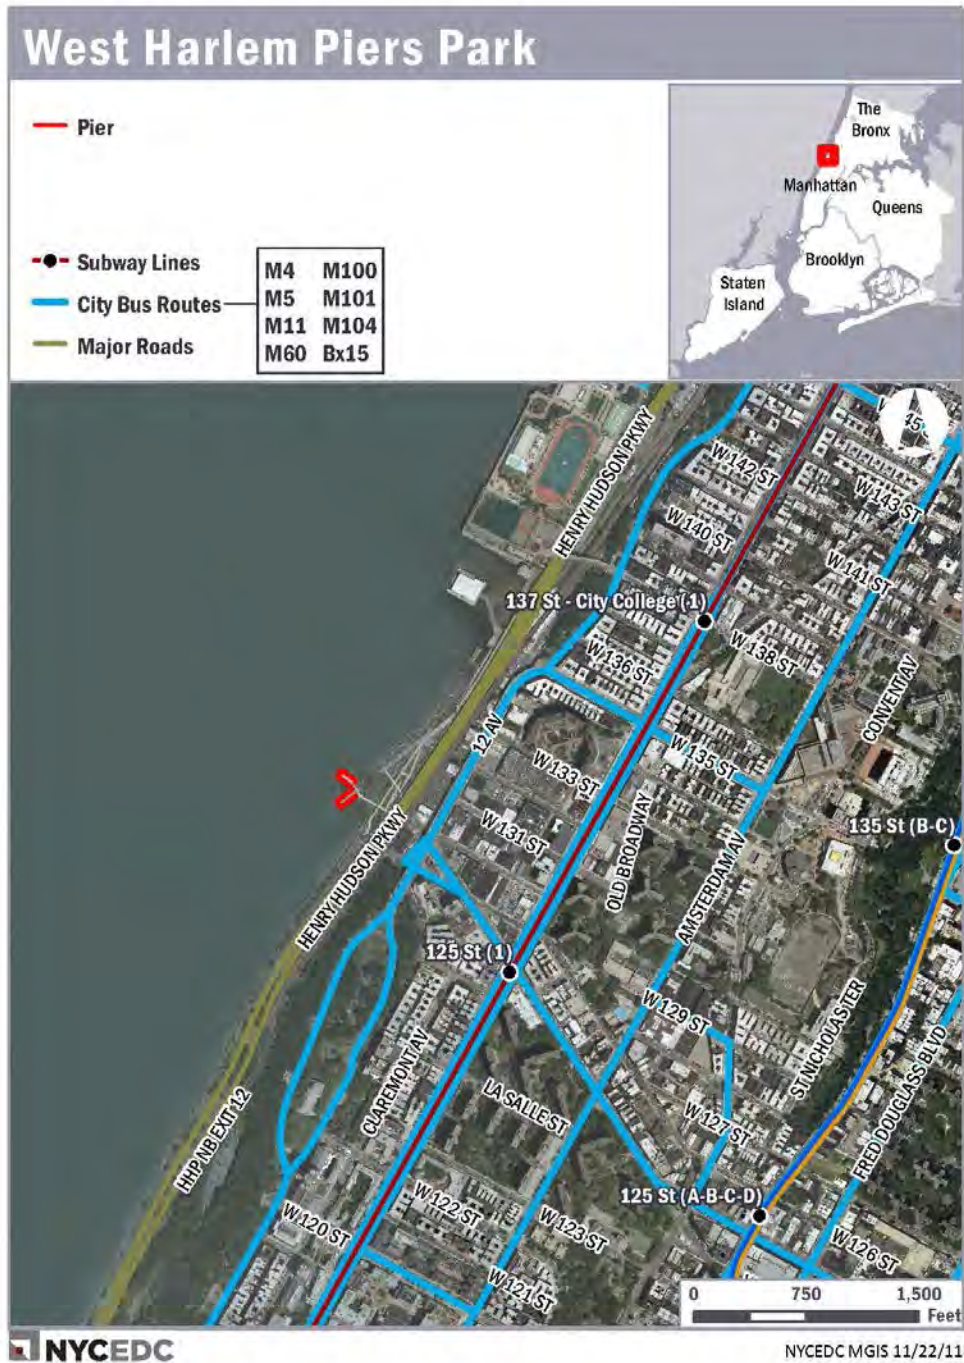 West Harlem Piers Park
Pier
Subway Lines
City Bus Routes
Major Roads
M4 M100
M5 M101
M11 M104
M60 Bx15
The
Bronx
Manhattan
Queens
Brooklyn
Staten
Island
HENRY HUDSON PKWY
W 142 ST
W 143 ST
W 140 ST
W 141 ST
137 St - City College (1)
W 138 ST
W 136 ST
CONVENT AV
12 AV
W 135 ST
W 133 ST
OLD BROADWAY
135 St (B-C)
W 131 ST
HENRY HUDSON PKWY
AMSTERDAM AV
125 St (1)
W 129 ST
ST NICHOLAS TER
CLAREMONT AV
LA SALLE ST
W 127 ST
FRED DOUGLASS BLVD
HHP NB EXIT 12
125 St (A-B-C-D)
W 122 ST
W 120 ST
W 123 ST
W 126 ST
W 121 ST
0 750 1,500
Feet
NYCEDC
NYCEDC MGIS 11/22/11